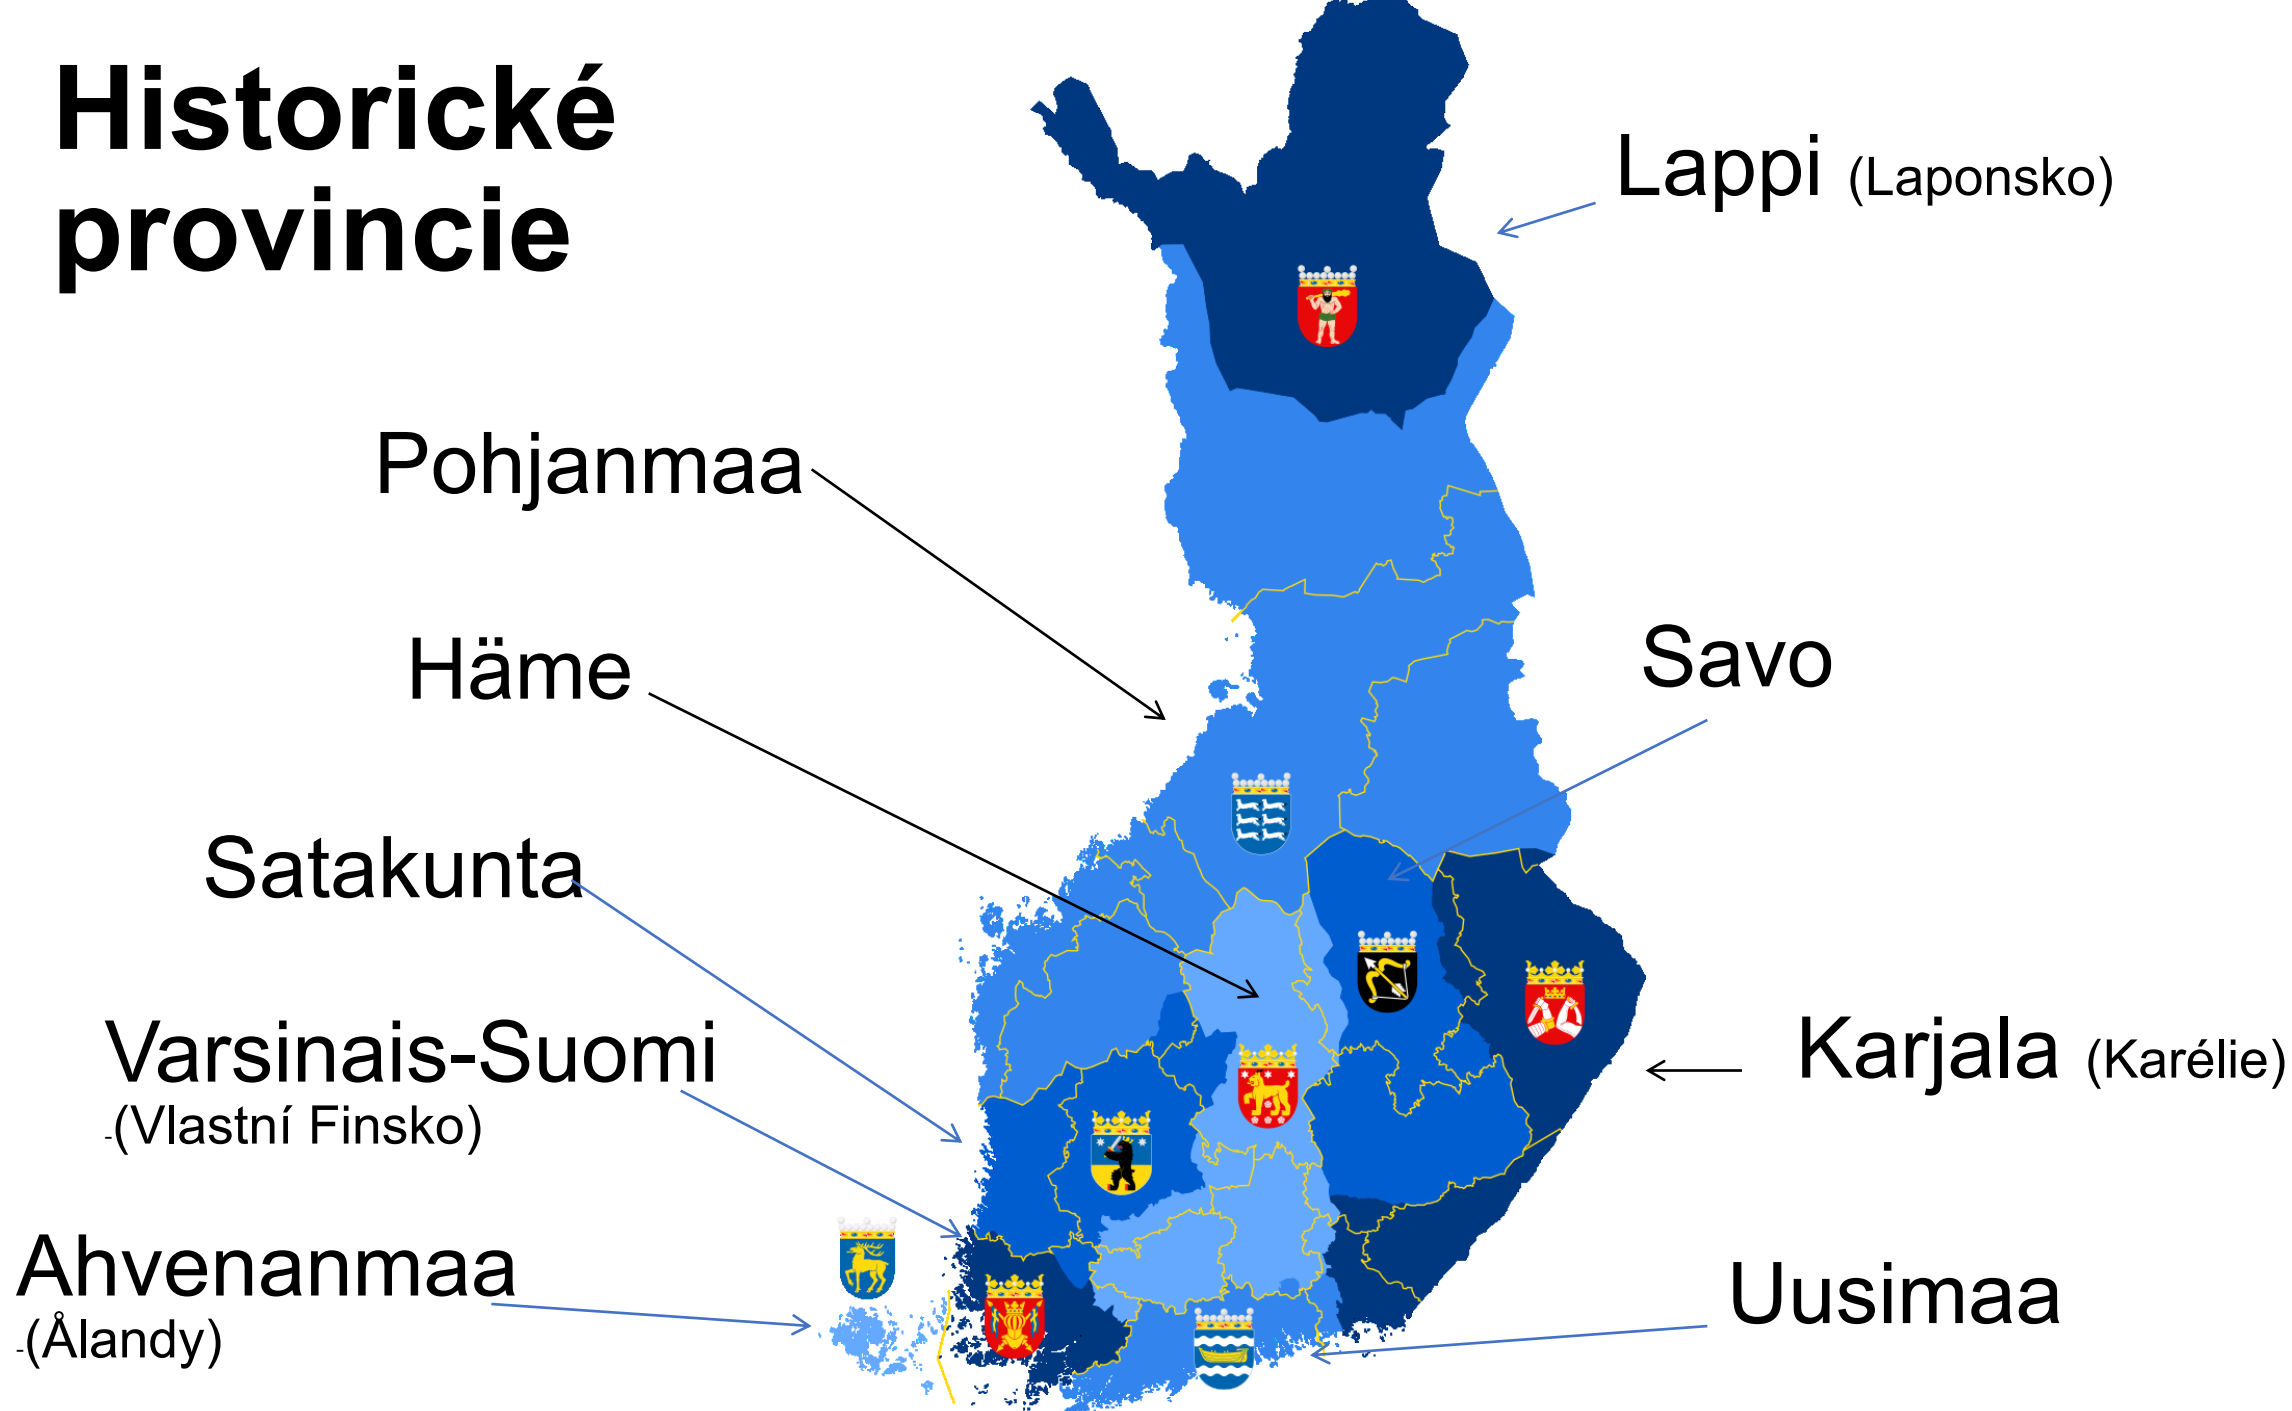 Historické
provincie
Lappi (Laponsko)
Pohjanmaa
Häme
Savo
Satakunta
Varsinais-Suomi
-(Vlastní Finsko)
Karjala (Karélie)
Ahvenanmaa
-(Ålandy)
Uusimaa